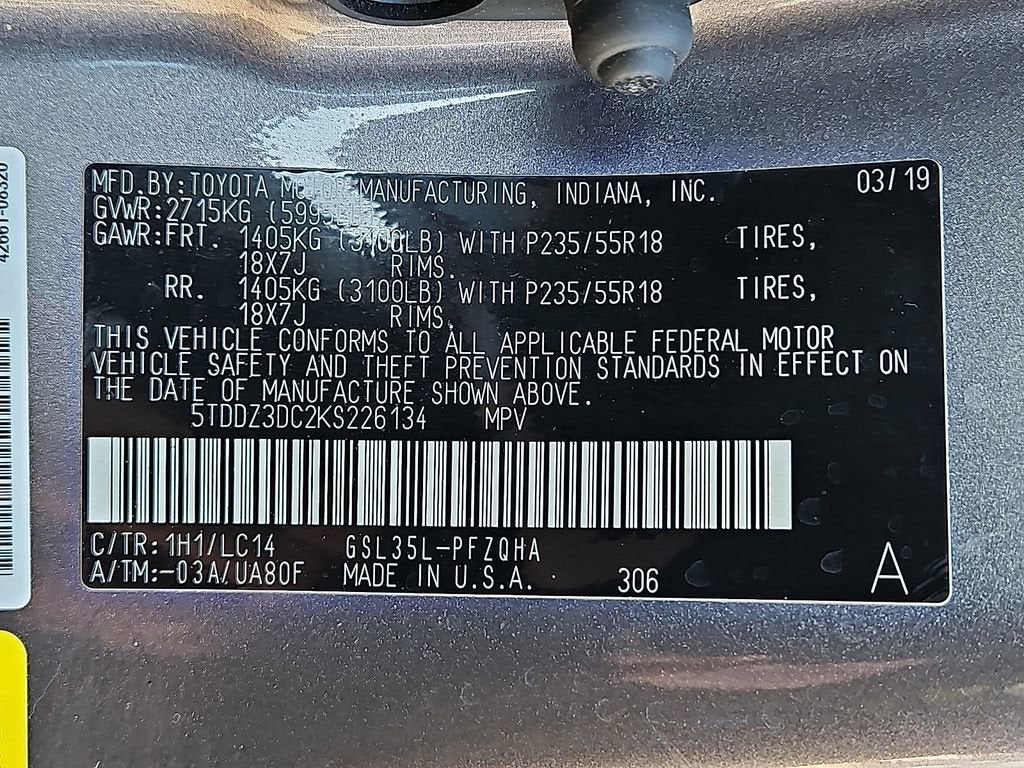 MFD.BY:TOYOTA MOTOR MANUFACTURING, INDIANA, INC. 03/19
GVWR:2715KG
GAWR:FRT. 1405KG (3100LB) WITH P235/55R18 TIRES,
18X7J RIMS.
RR. 1405KG (3100LB) WITH P235/55R18 TIRES,
18X7J RIMS.
THIS VEHICLE CONFORMS TO ALL APPLICABLE FEDERAL MOTOR
VEHICLE SAFETY AND THEFT PREVENTION STANDARDS IN EFFECT ON
THE DATE OF MANUFACTURE SHOWN ABOVE.
5TDDZ3DC2KS226134 MPV
C/TR:1H1/LC14 GSL35L-PFZQHA
A/TM:-03A/UA80F MADE IN U.S.A. 306 A